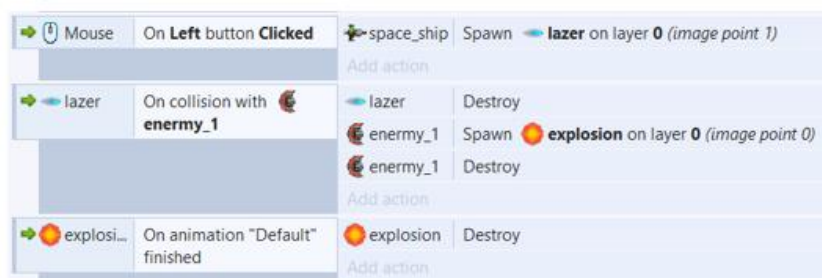 Mouse On Left button Clicked space_ship Spawn lazer on layer 0 (image point 1)
Add action
lazer On collision with enermy_1 lazer Destroy
enermy_1 Spawn explosion on layer 0 (image point 0)
enermy_1 Destroy
Add action
explosi... On animation "Default" finished explosion Destroy
Add action